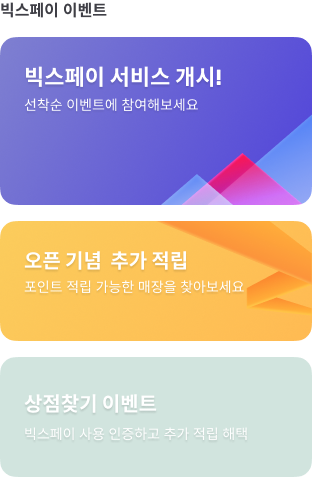 빅스페이 이벤트
빅스페이 서비스 개시!
선착순 이벤트에 참여해보세요
오픈 기념 추가 적립
포인트 적립 가능한 매장을 찾아보세요
상점찾기 이벤트
빅스페이 사용 인증하고 추가 적립 해택